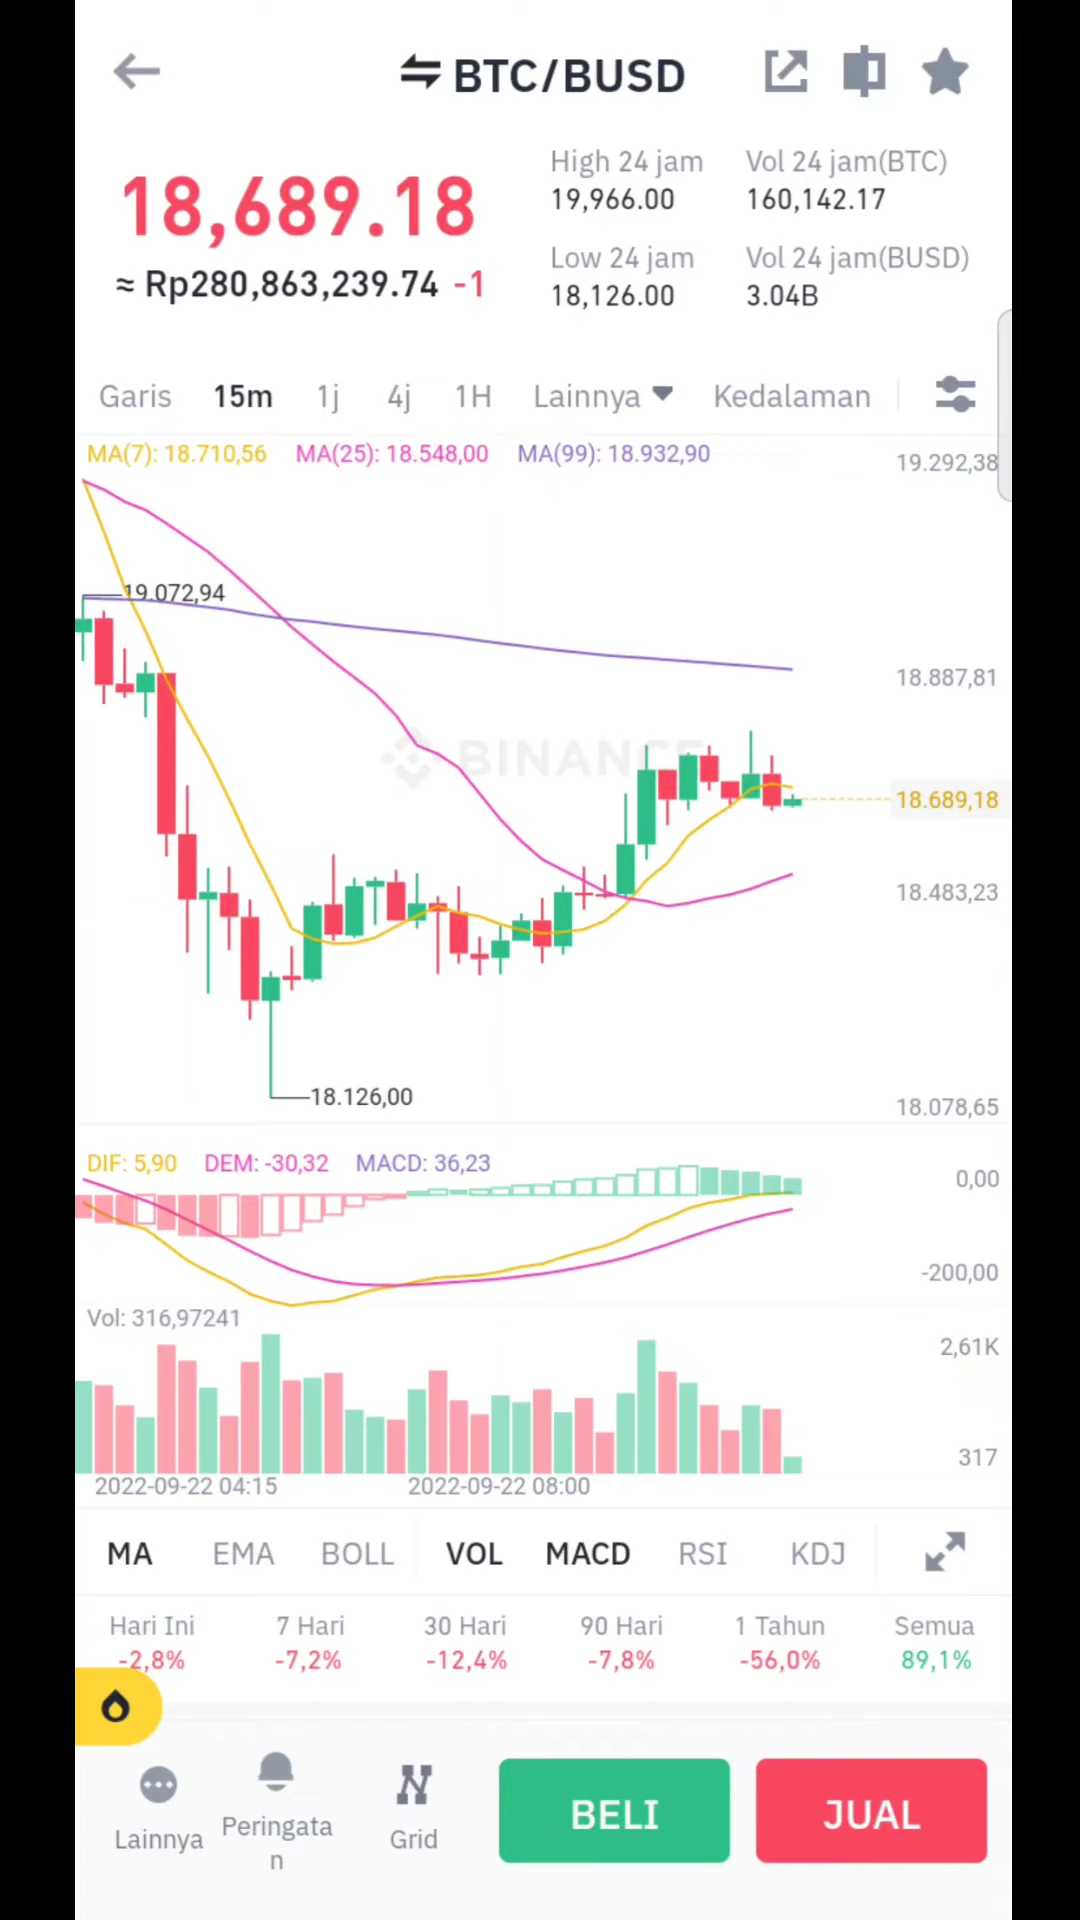 BTC/BUSD
18,689.18
≈ Rp280,863,239.74 -1
High 24 jam
19,966.00
Low 24 jam
18,126.00
Vol 24 jam(BTC)
160,142.17
Vol 24 jam(BUSD)
3.04B
Garis 15m 1j 4j 1H Lainnya Kedalaman
MA(7): 18.710,56 MA(25): 18.548,00 MA(99): 18.932,90
19.292,38
19.072,94
18.887,81
BINANCE
18.689,18
18.483,23
18.126,00
18.078,65
DIF: 5,90 DEM: -30,32 MACD: 36,23
0,00
-200,00
Vol: 316,97241
2,61K
317
2022-09-22 04:15 2022-09-22 08:00
MA EMA BOLL VOL MACD RSI KDJ
Hari Ini 7 Hari 30 Hari 90 Hari 1 Tahun Semua
-2,8% -7,2% -12,4% -7,8% -56,0% 89,1%
Lainnya
Peringata
n
Grid
BELI
JUAL